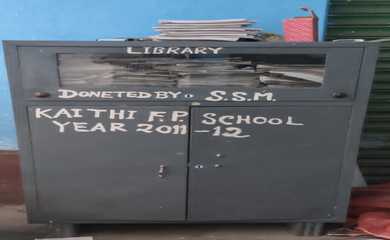 LIBRARY
DONETED BY S.S.M.
KAITHI F.P. SCHOOL
YEAR 2011-12